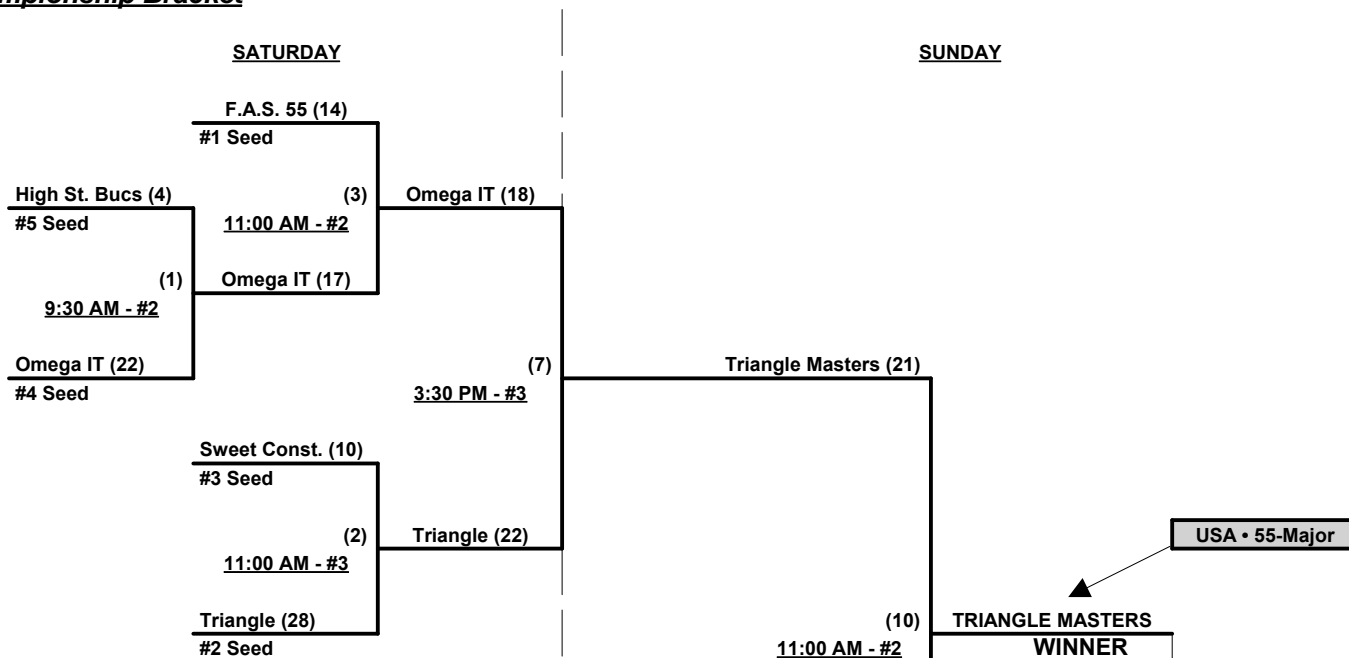 SATURDAY
SUNDAY
F.A.S. 55 (14)
#1 Seed
High St. Bucs (4)
(3)
Omega IT (18)
#5 Seed
11:00 AM - #2
(1)
Omega IT (17)
9:30 AM - #2
Omega IT (22)
(7)
Triangle Masters (21)
#4 Seed
3:30 PM - #3
Sweet Const. (10)
#3 Seed
(2)
Triangle (22)
USA • 55-Major
11:00 AM - #3
Triangle (28)
(10)
TRIANGLE MASTERS
#2 Seed
11:00 AM - #2
WINNER